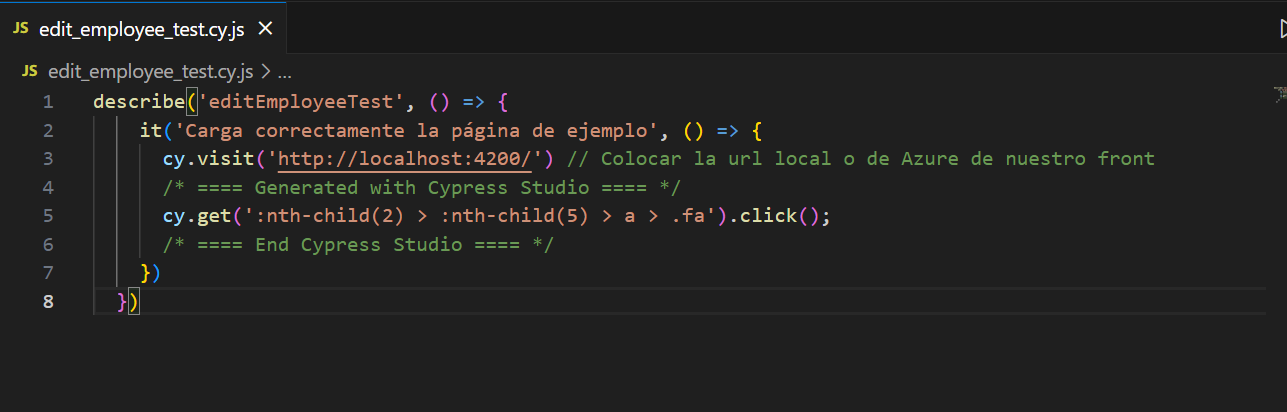 JS edit_employee_test.cy.js ×
JS edit_employee_test.cy.js > ...
1 describe('editEmployeeTest', () => {
2 it('Carga correctamente la página de ejemplo', () => {
3 cy.visit('http://localhost:4200/') // Colocar la url local o de Azure de nuestro front
4 /* ==== Generated with Cypress Studio ==== */
5 cy.get(':nth-child(2) > :nth-child(5) > a > .fa').click();
6 /* ==== End Cypress Studio ==== */
7 })
8 })